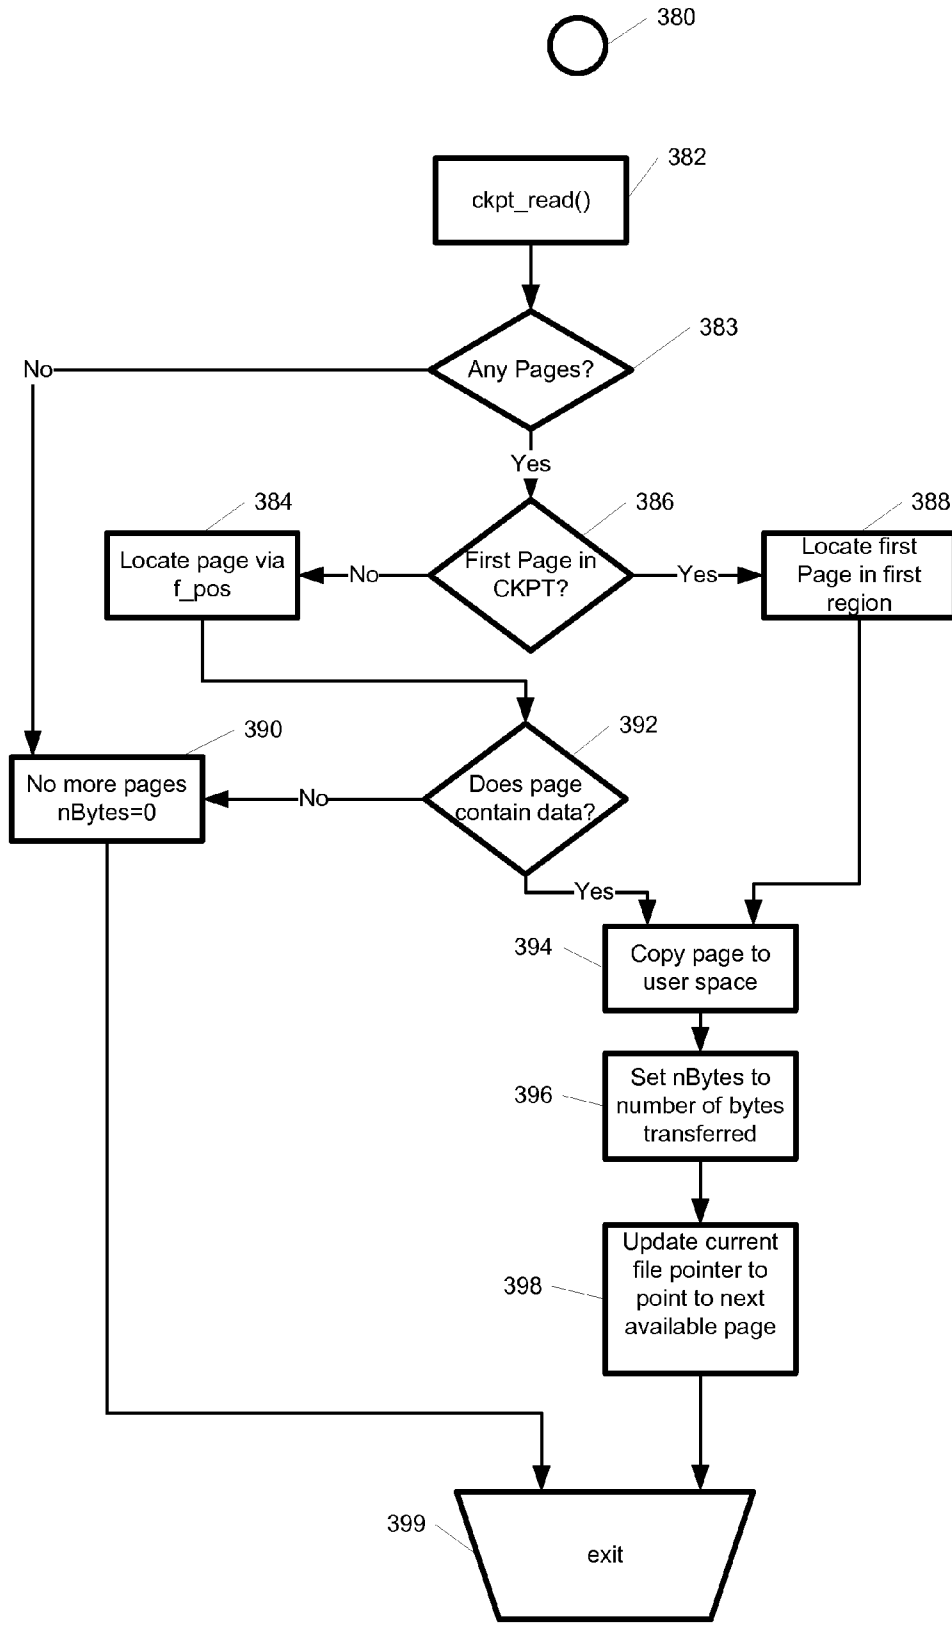 380
382
ckpt_read()
383
Any Pages?
No
Yes
384
386
388
Locate page via
f_pos
No
First Page in
CKPT?
Yes
Locate first
Page in first
region
390
392
No more pages
nBytes=0
No
Does page
contain data?
Yes
394
Copy page to
user space
396
Set nBytes to
number of bytes
transferred
398
Update current
file pointer to
point to next
available page
399
exit